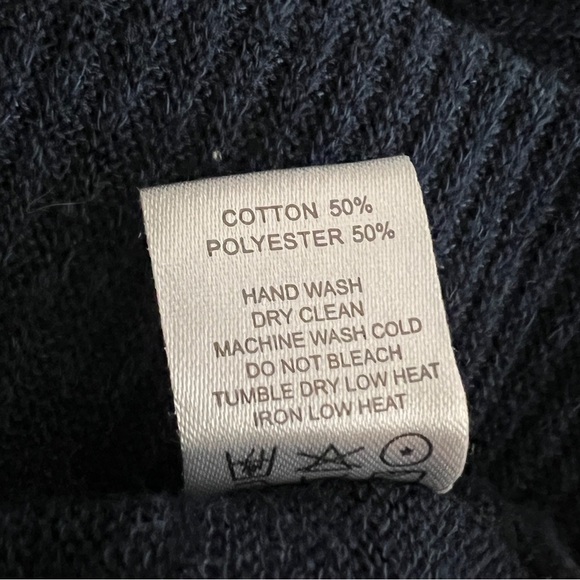 COTTON 50%
POLYESTER 50%
HAND WASH
DRY CLEAN
MACHINE WASH COLD
DO NOT BLEACH
TUMBLE DRY LOW HEAT
IRON LOW HEAT